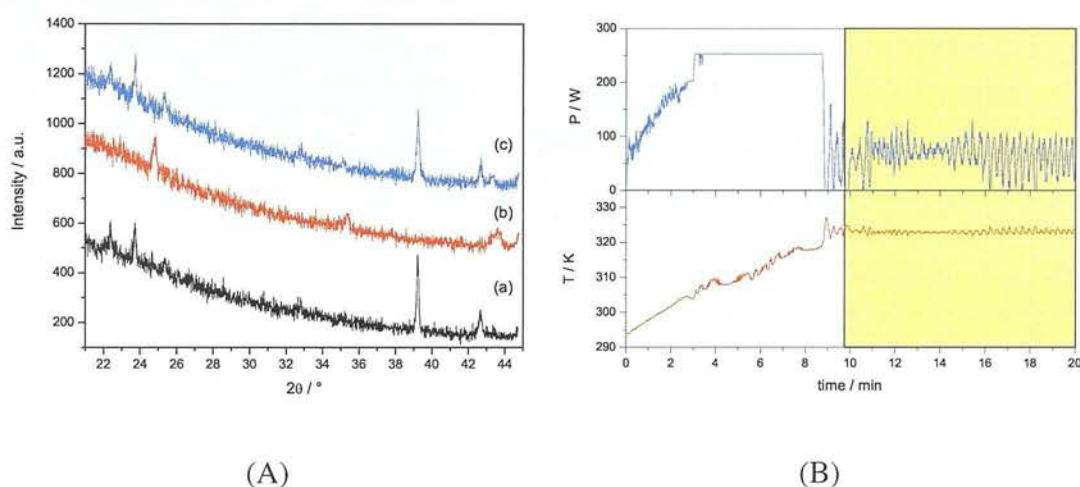 1400
1200
1000
800
600
400
200
Intensity / a.u.
(c)
(b)
(a)
22 24 26 28 30 32 34 36 38 40 42 44
2θ / °
300
200
100
0
P / W
330
320
310
300
290
T / K
0 2 4 6 8 10 12 14 16 18 20
time / min
(A) (B)